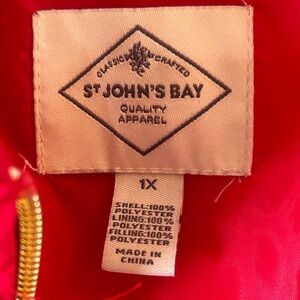 CLASSIC CRAFTED
ST JOHN'S BAY
QUALITY
APPAREL
1X
SHELL:100%
POLYESTER
LINING:100%
POLYESTER
FILLING:100%
POLYESTER
MADE IN
CHINA